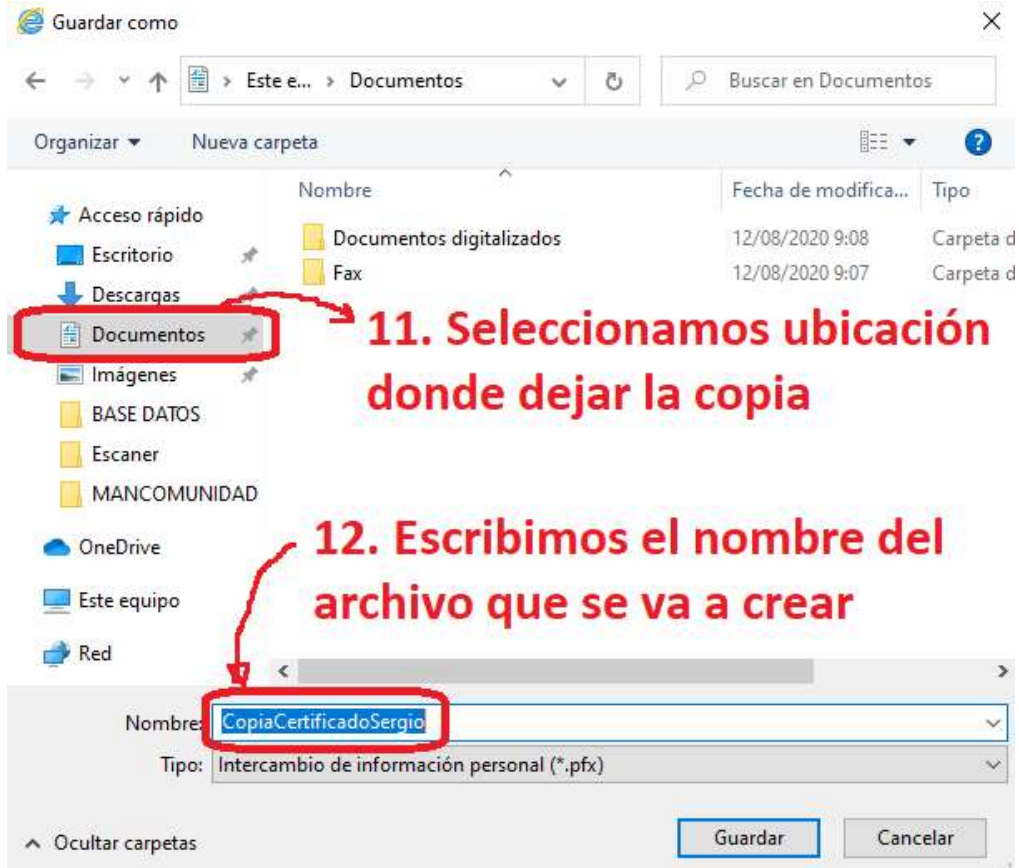 Guardar como
Este e... > Documentos
Buscar en Documentos
Organizar
Nueva carpeta
Nombre
Fecha de modifica...
Tipo
Acceso rápido
Escritorio
Descargas
Documentos
Imágenes
BASE DATOS
Escaner
MANCOMUNIDAD
OneDrive
Este equipo
Red
Documentos digitalizados 12/08/2020 9:08 Carpeta d
Fax 12/08/2020 9:07 Carpeta d
11. Seleccionamos ubicación
donde dejar la copia
12. Escribimos el nombre del
archivo que se va a crear
Nombre: CopiaCertificadoSergio
Tipo: Intercambio de información personal (*.pfx)
Ocultar carpetas
Guardar
Cancelar